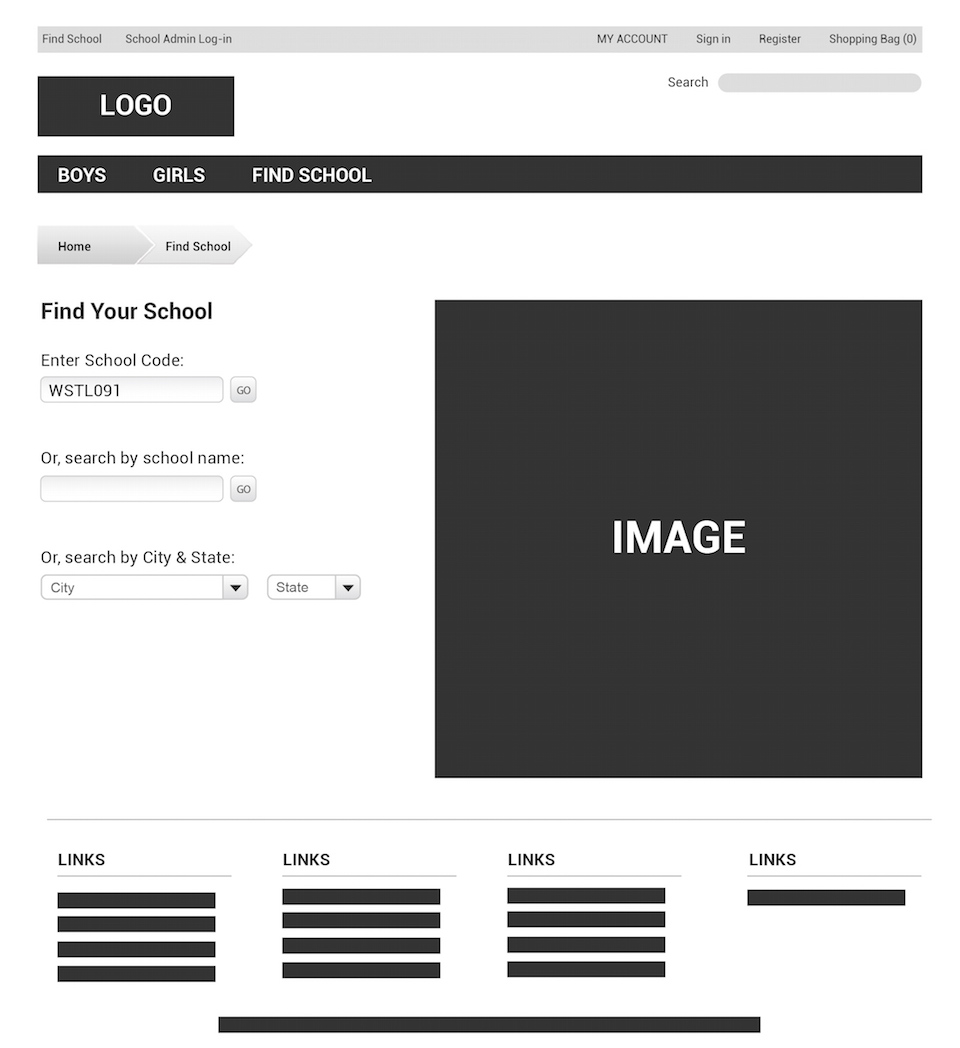 Find School School Admin Log-in MY ACCOUNT Sign in Register Shopping Bag (0)
Search
LOGO
BOYS GIRLS FIND SCHOOL
Home Find School
Find Your School
Enter School Code:
WSTL091 GO
Or, search by school name:
GO
Or, search by City & State:
City State
IMAGE
LINKS LINKS LINKS LINKS